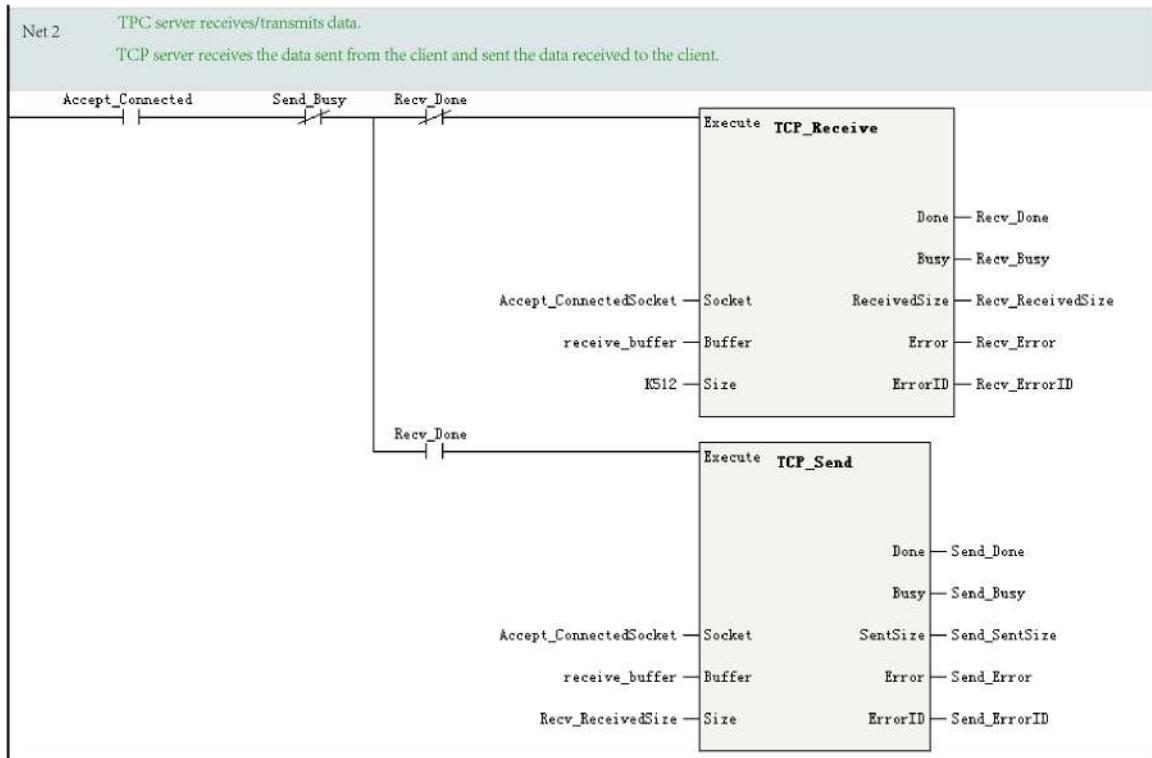 Net 2
TPC server receives/transmits data.
TCP server receives the data sent from the client and sent the data received to the client.
Accept_Connected Send_Busy Recv_Done
Execute TCP_Receive
Done Recv_Done
Busy Recv_Busy
Accept_ConnectedSocket Socket ReceivedSize Recv_ReceivedSize
receive_buffer Buffer Error Recv_Error
K512 Size ErrorID Recv_ErrorID
Recv_Done
Execute TCP_Send
Done Send_Done
Busy Send_Busy
Accept_ConnectedSocket Socket SentSize Send_SentSize
receive_buffer Buffer Error Send_Error
Recv_ReceivedSize Size ErrorID Send_ErrorID